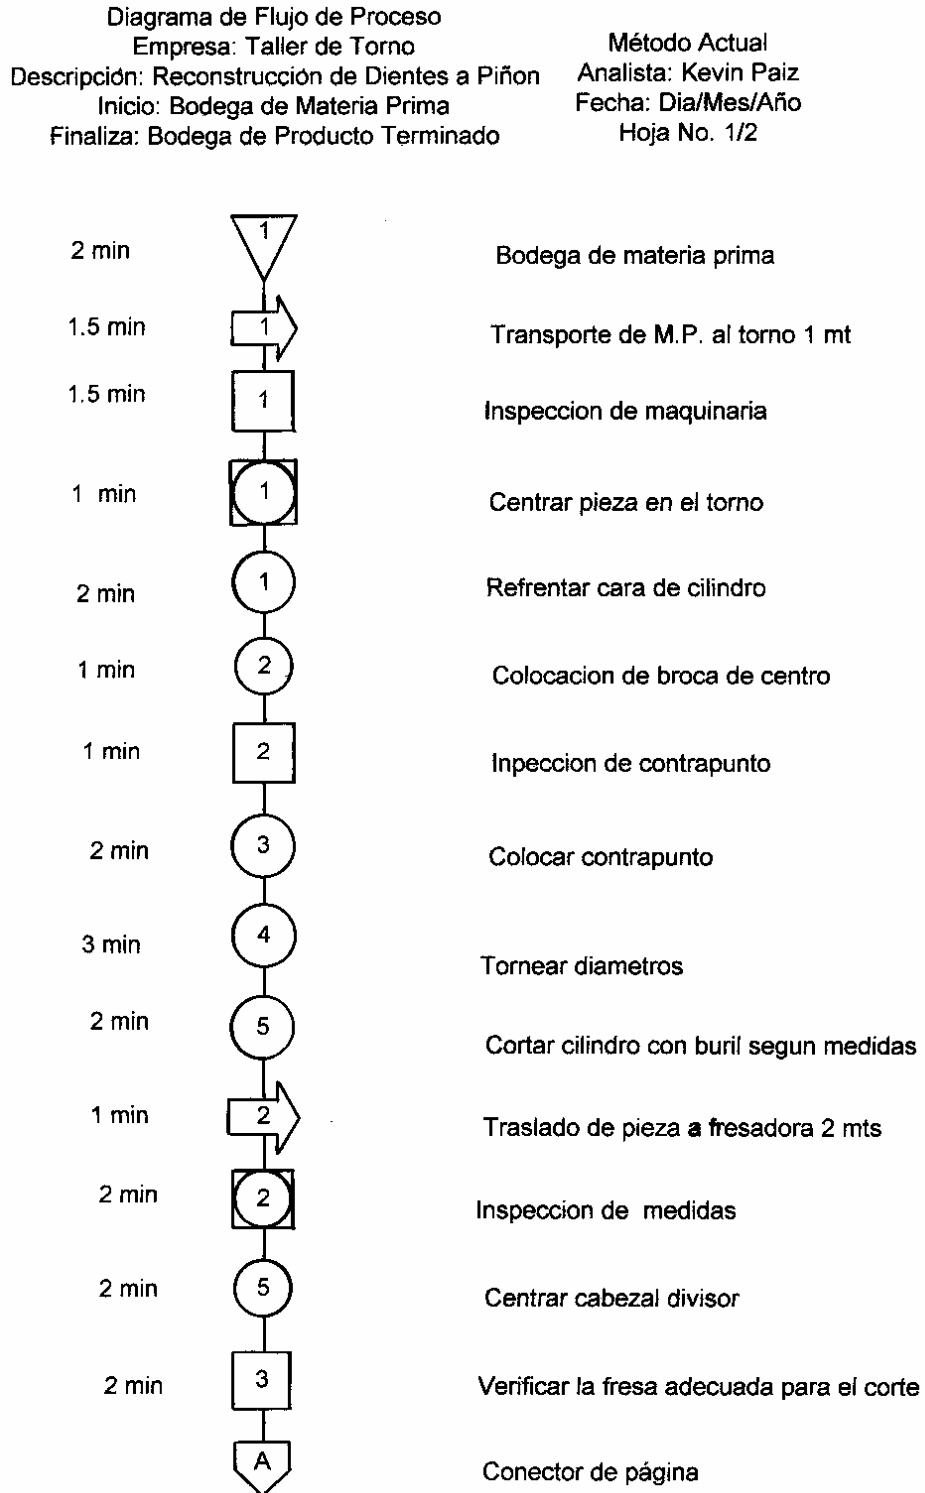 Diagrama de Flujo de Proceso
Empresa: Taller de Torno
Descripción: Reconstrucción de Dientes a Piñon
Inicio: Bodega de Materia Prima
Finaliza: Bodega de Producto Terminado
Método Actual
Analista: Kevin Paiz
Fecha: Dia/Mes/Año
Hoja No. 1/2
2 min 1 Bodega de materia prima
1.5 min 1 Transporte de M.P. al torno 1 mt
1.5 min 1 Inspeccion de maquinaria
1 min 1 Centrar pieza en el torno
2 min 1 Refrentar cara de cilindro
1 min 2 Colocacion de broca de centro
1 min 2 Inpeccion de contrapunto
2 min 3 Colocar contrapunto
3 min 4 Tornear diametros
2 min 5 Cortar cilindro con buril segun medidas
1 min 2 Traslado de pieza a fresadora 2 mts
2 min 2 Inspeccion de medidas
2 min 5 Centrar cabezal divisor
2 min 3 Verificar la fresa adecuada para el corte
A Conector de página